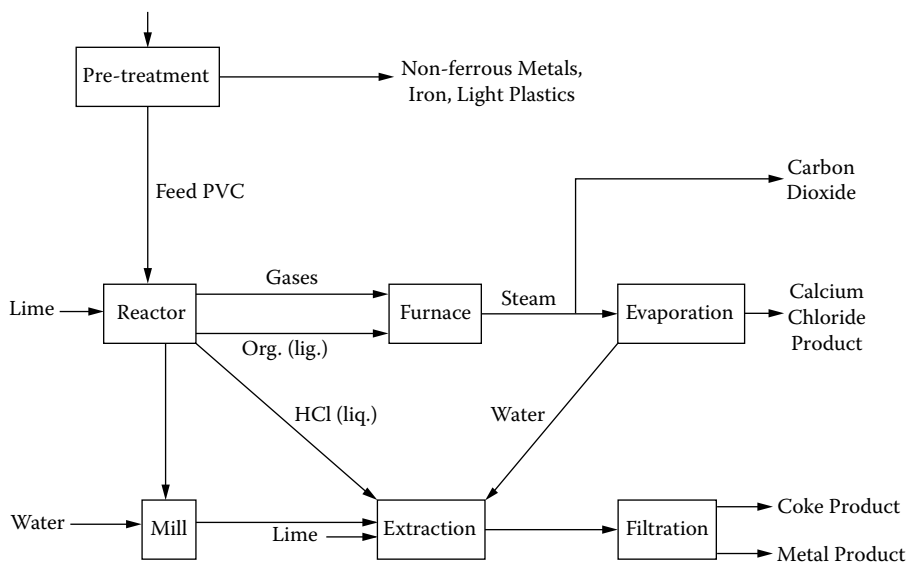 Pre-treatment
Non-ferrous Metals,
Iron, Light Plastics
Carbon
Dioxide
Feed PVC
Gases
Lime
Reactor
Furnace
Steam
Evaporation
Calcium
Chloride
Product
Org. (lig.)
HCl (liq.)
Water
Water
Mill
Lime
Extraction
Filtration
Coke Product
Metal Product